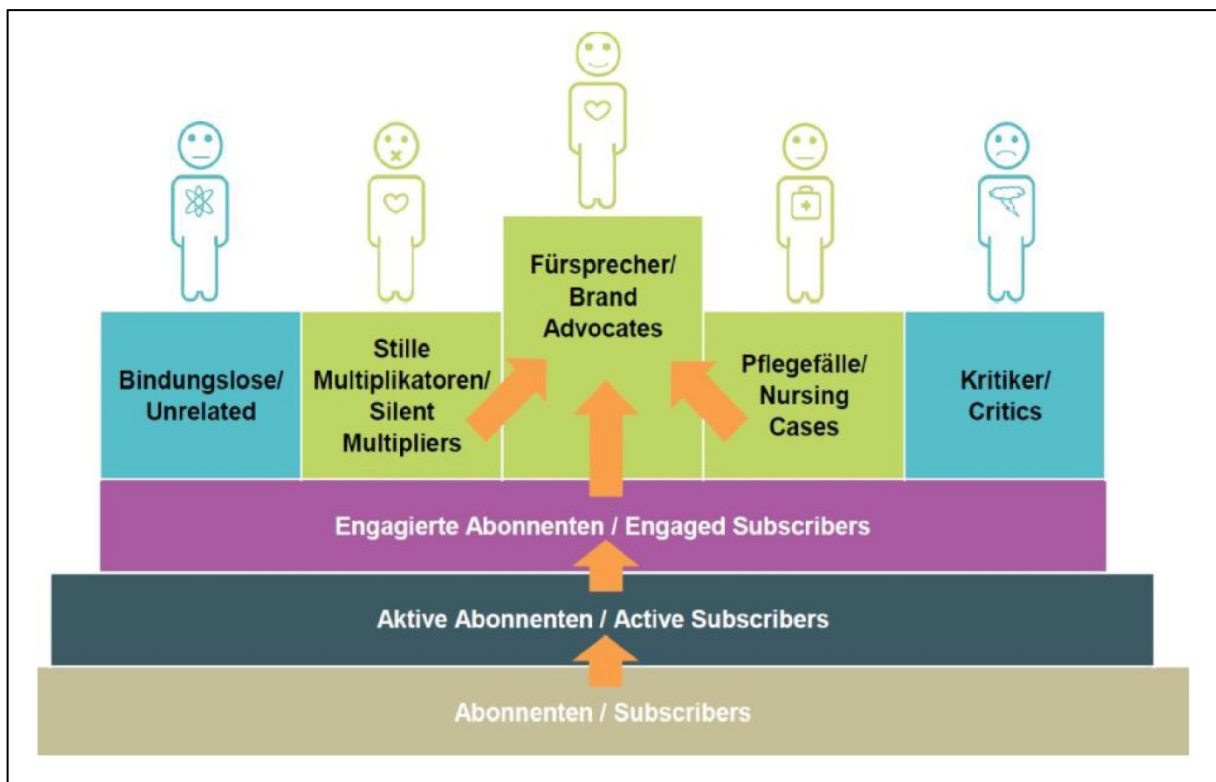 Fürsprecher/
Brand
Advocates
Bindungslose/
Unrelated
Stille
Multiplikatoren/
Silent
Multipliers
Pflegefälle/
Nursing
Cases
Kritiker/
Critics
Engagierte Abonnenten / Engaged Subscribers
Aktive Abonnenten / Active Subscribers
Abonnenten / Subscribers